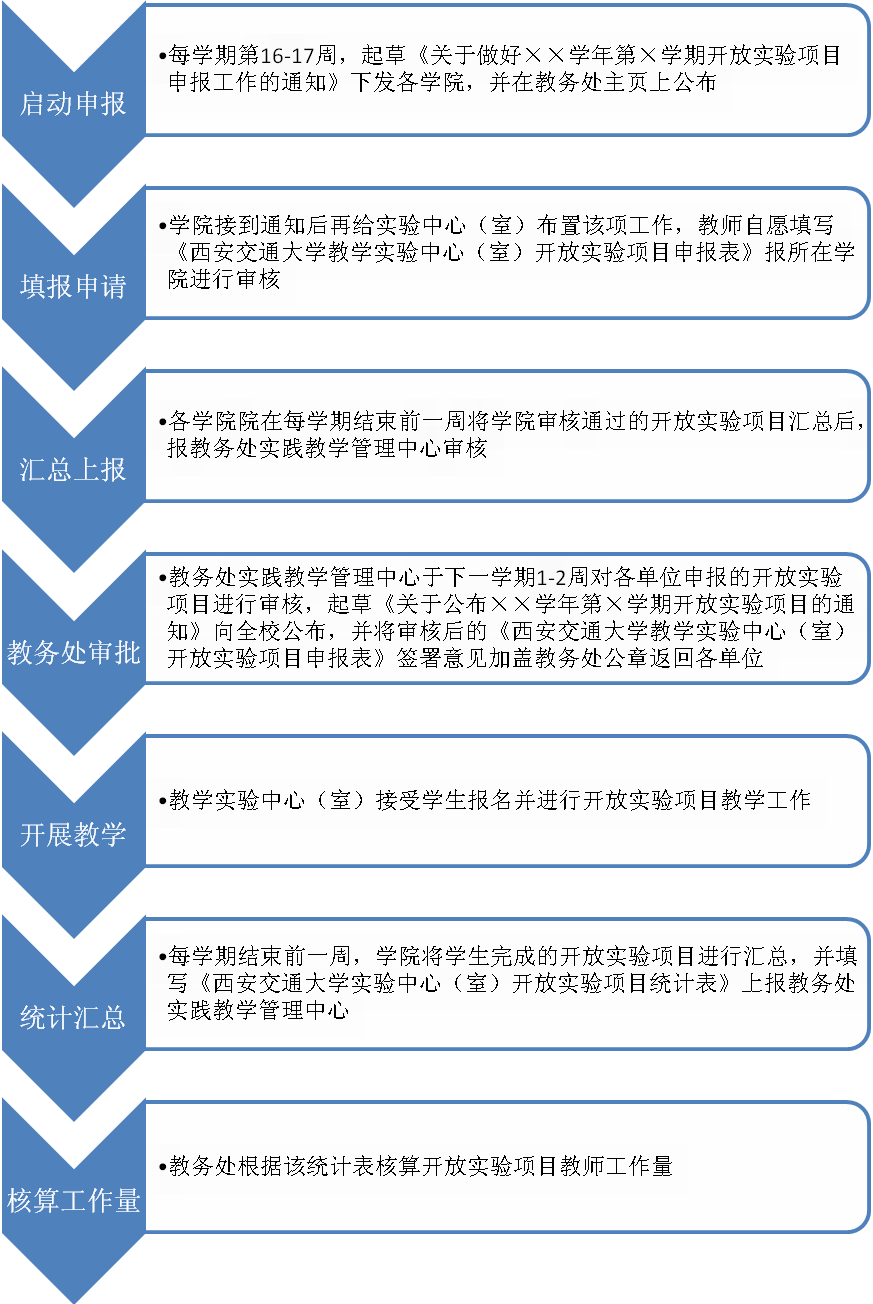 启动申报
•每学期第16-17周，起草《关于做好××学年第×学期开放实验项目
申报工作的通知》下发各学院，并在教务处主页上公布
填报申请
•学院接到通知后再给实验中心（室）布置该项工作，教师自愿填写
《西安交通大学教学实验中心（室）开放实验项目申报表》报所在学
院进行审核
汇总上报
•各学院院在每学期结束前一周将学院审核通过的开放实验项目汇总后，
报教务处实践教学管理中心审核
教务处审批
•教务处实践教学管理中心于下一学期1-2周对各单位申报的开放实验
项目进行审核，起草《关于公布××学年第×学期开放实验项目的通
知》向全校公布，并将审核后的《西安交通大学教学实验中心（室）
开放实验项目申报表》签署意见加盖教务处公章返回各单位
开展教学
•教学实验中心（室）接受学生报名并进行开放实验项目教学工作
统计汇总
•每学期结束前一周，学院将学生完成的开放实验项目进行汇总，并填
写《西安交通大学实验中心（室）开放实验项目统计表》上报教务处
实践教学管理中心
核算工作量
•教务处根据该统计表核算开放实验项目教师工作量